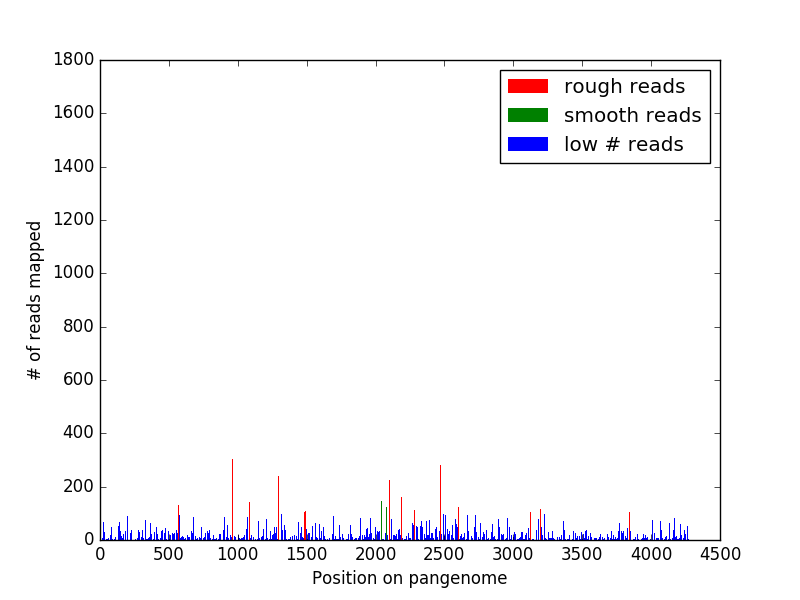 1800
1600
1400
1200
1000
800
600
400
200
0
# of reads mapped
rough reads
smooth reads
low # reads
0 500 1000 1500 2000 2500 3000 3500 4000 4500
Position on pangenome